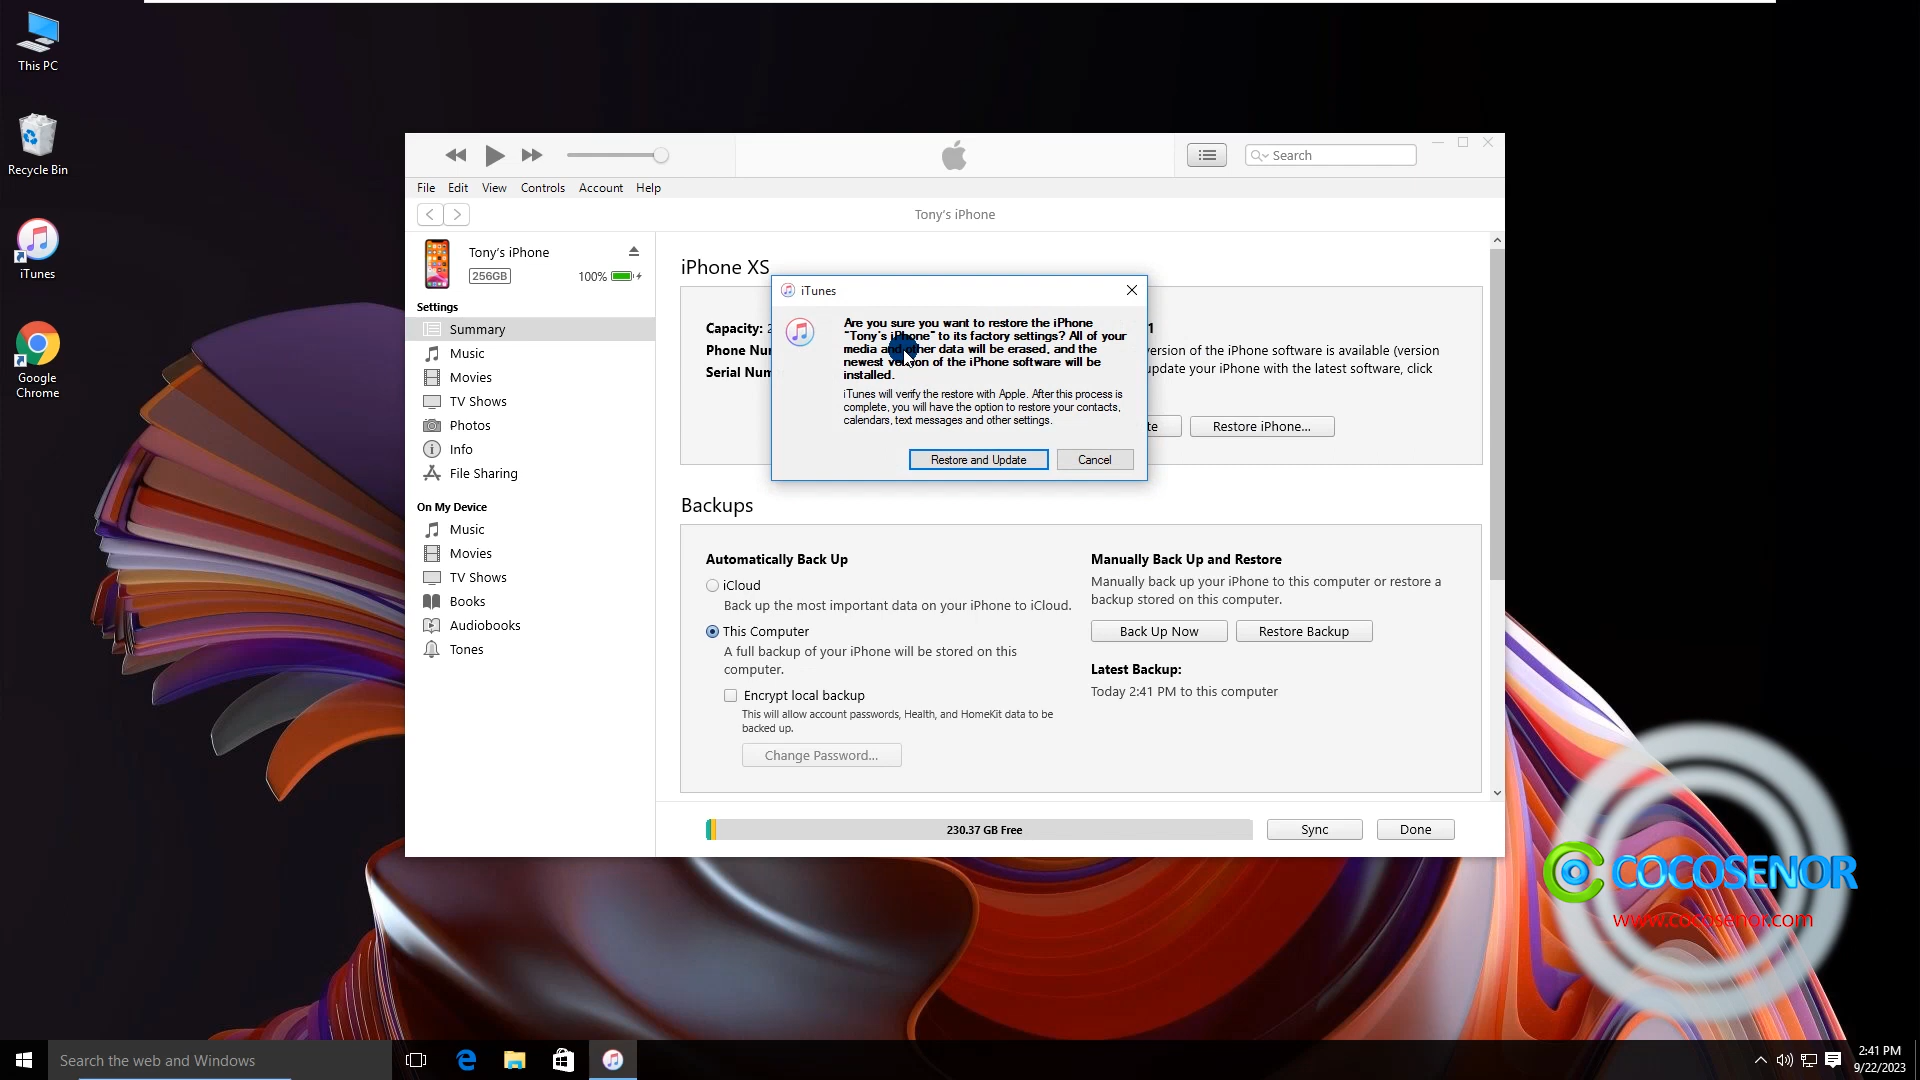 This PC
Recycle Bin
iTunes
Google
Chrome
Search
File Edit View Controls Account Help
Tony's iPhone
Tony's iPhone
256GB
100%
Settings
Summary
Music
Movies
TV Shows
Photos
Info
File Sharing
On My Device
Music
Movies
TV Shows
Books
Audiobooks
Tones
iPhone XS
Capacity: 2
Phone Nu
Serial Num
1
ersion of the iPhone software is available (version
update your iPhone with the latest software, click
te
Restore iPhone...
iTunes
Are you sure you want to restore the iPhone
"Tony's iPhone" to its factory settings? All of your
media and other data will be erased, and the
newest version of the iPhone software will be
installed.
iTunes will verify the restore with Apple. After this process is
complete, you will have the option to restore your contacts,
calendars, text messages and other settings.
Restore and Update Cancel
Backups
Automatically Back Up
iCloud
Back up the most important data on your iPhone to iCloud.
This Computer
A full backup of your iPhone will be stored on this
computer.
Encrypt local backup
This will allow account passwords, Health, and HomeKit data to be
backed up.
Change Password...
Manually Back Up and Restore
Manually back up your iPhone to this computer or restore a
backup stored on this computer.
Back Up Now Restore Backup
Latest Backup:
Today 2:41 PM to this computer
230.37 GB Free
Sync Done
COCOSENOR
www.cocosenor.com
Search the web and Windows
2:41 PM
9/22/2023